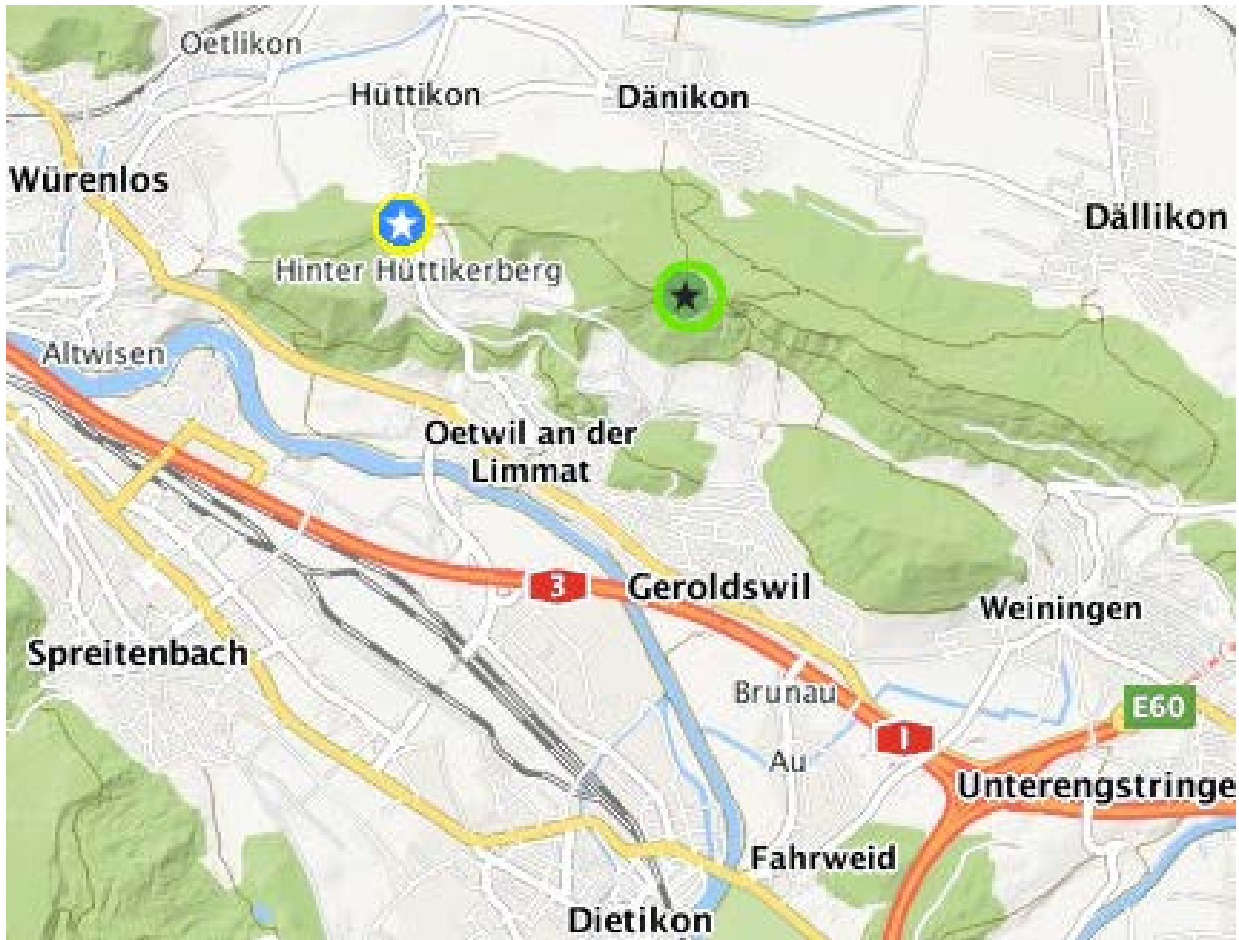 Oetlikon
Hüttikon
Dänikon
Würenlos
Dällikon
Hinter Hüttikerberg
Altwisen
Oetwil an der
Limmat
3
Geroldswil
Weiningen
Spreitenbach
Brunau
E60
1
Au
Unterengstringe
Fahrweid
Dietikon